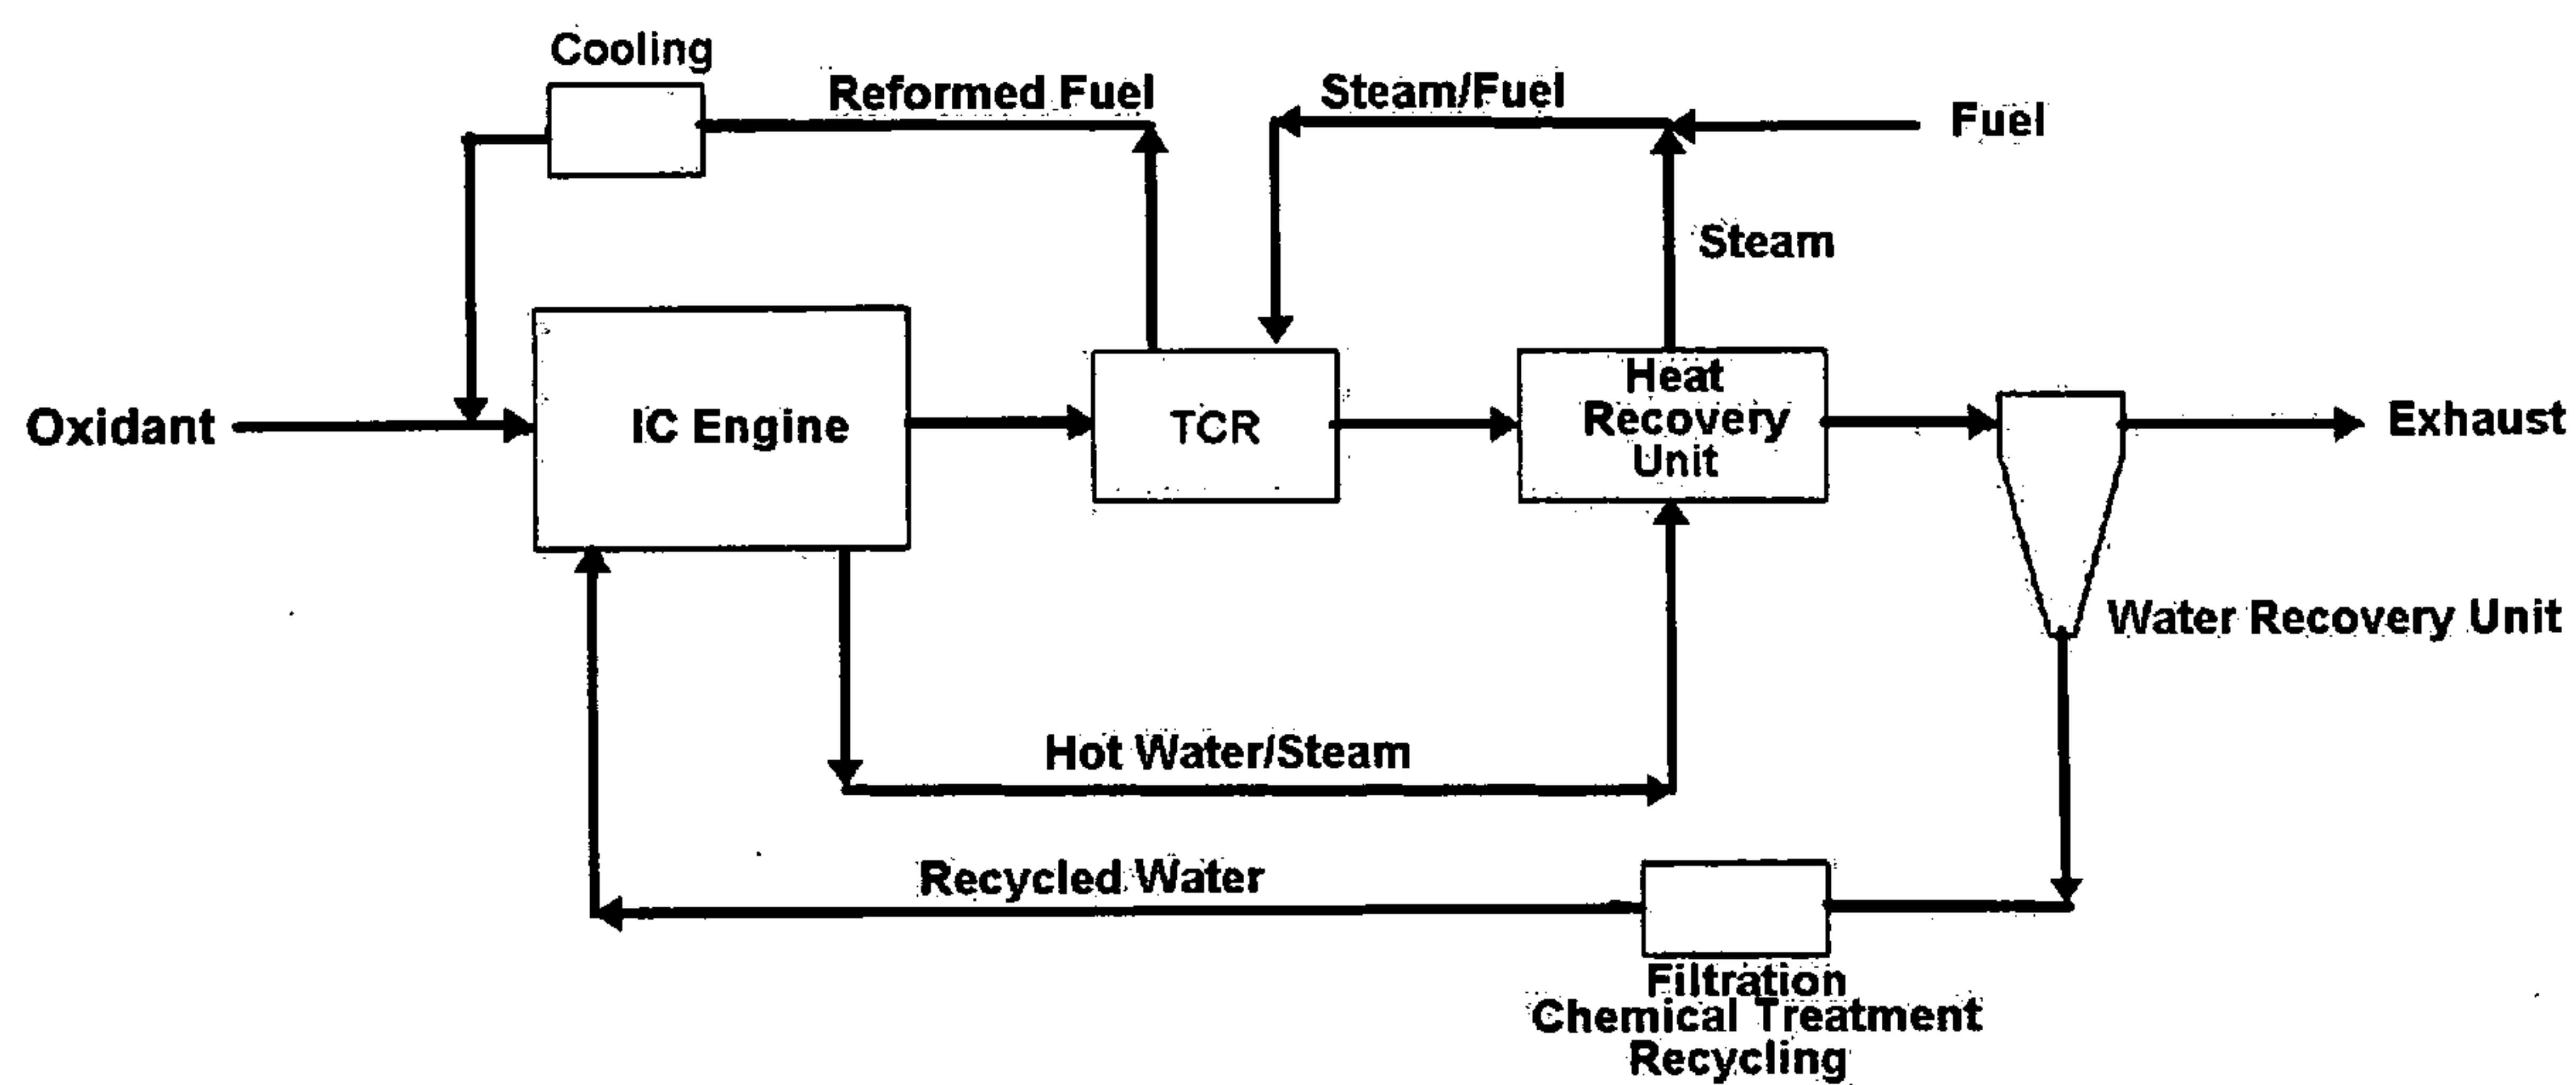 Cooling
Reformed Fuel
Steam/Fuel
Fuel
Steam
Oxidant
IC Engine
TCR
Heat
Recovery
Unit
Exhaust
Water Recovery Unit
Hot Water/Steam
Recycled Water
Filtration
Chemical Treatment
Recycling